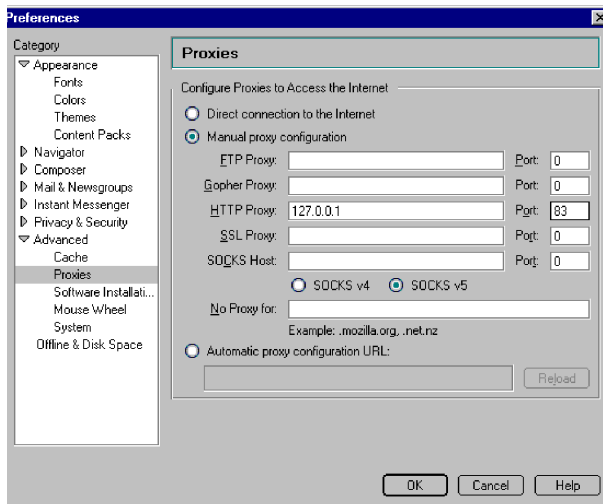 Preferences
Category
Appearance
Fonts
Colors
Themes
Content Packs
Navigator
Composer
Mail & Newsgroups
Instant Messenger
Privacy & Security
Advanced
Cache
Proxies
Software Installati...
Mouse Wheel
System
Offline & Disk Space
Proxies
Configure Proxies to Access the Internet
Direct connection to the Internet
Manual proxy configuration
FTP Proxy: Port: 0
Gopher Proxy: Port: 0
HTTP Proxy: 127.0.0.1 Port: 83
SSL Proxy: Port: 0
SOCKS Host: Port: 0
SOCKS v4 SOCKS v5
No Proxy for:
Example: .mozilla.org, .net.nz
Automatic proxy configuration URL:
Reload
OK Cancel Help